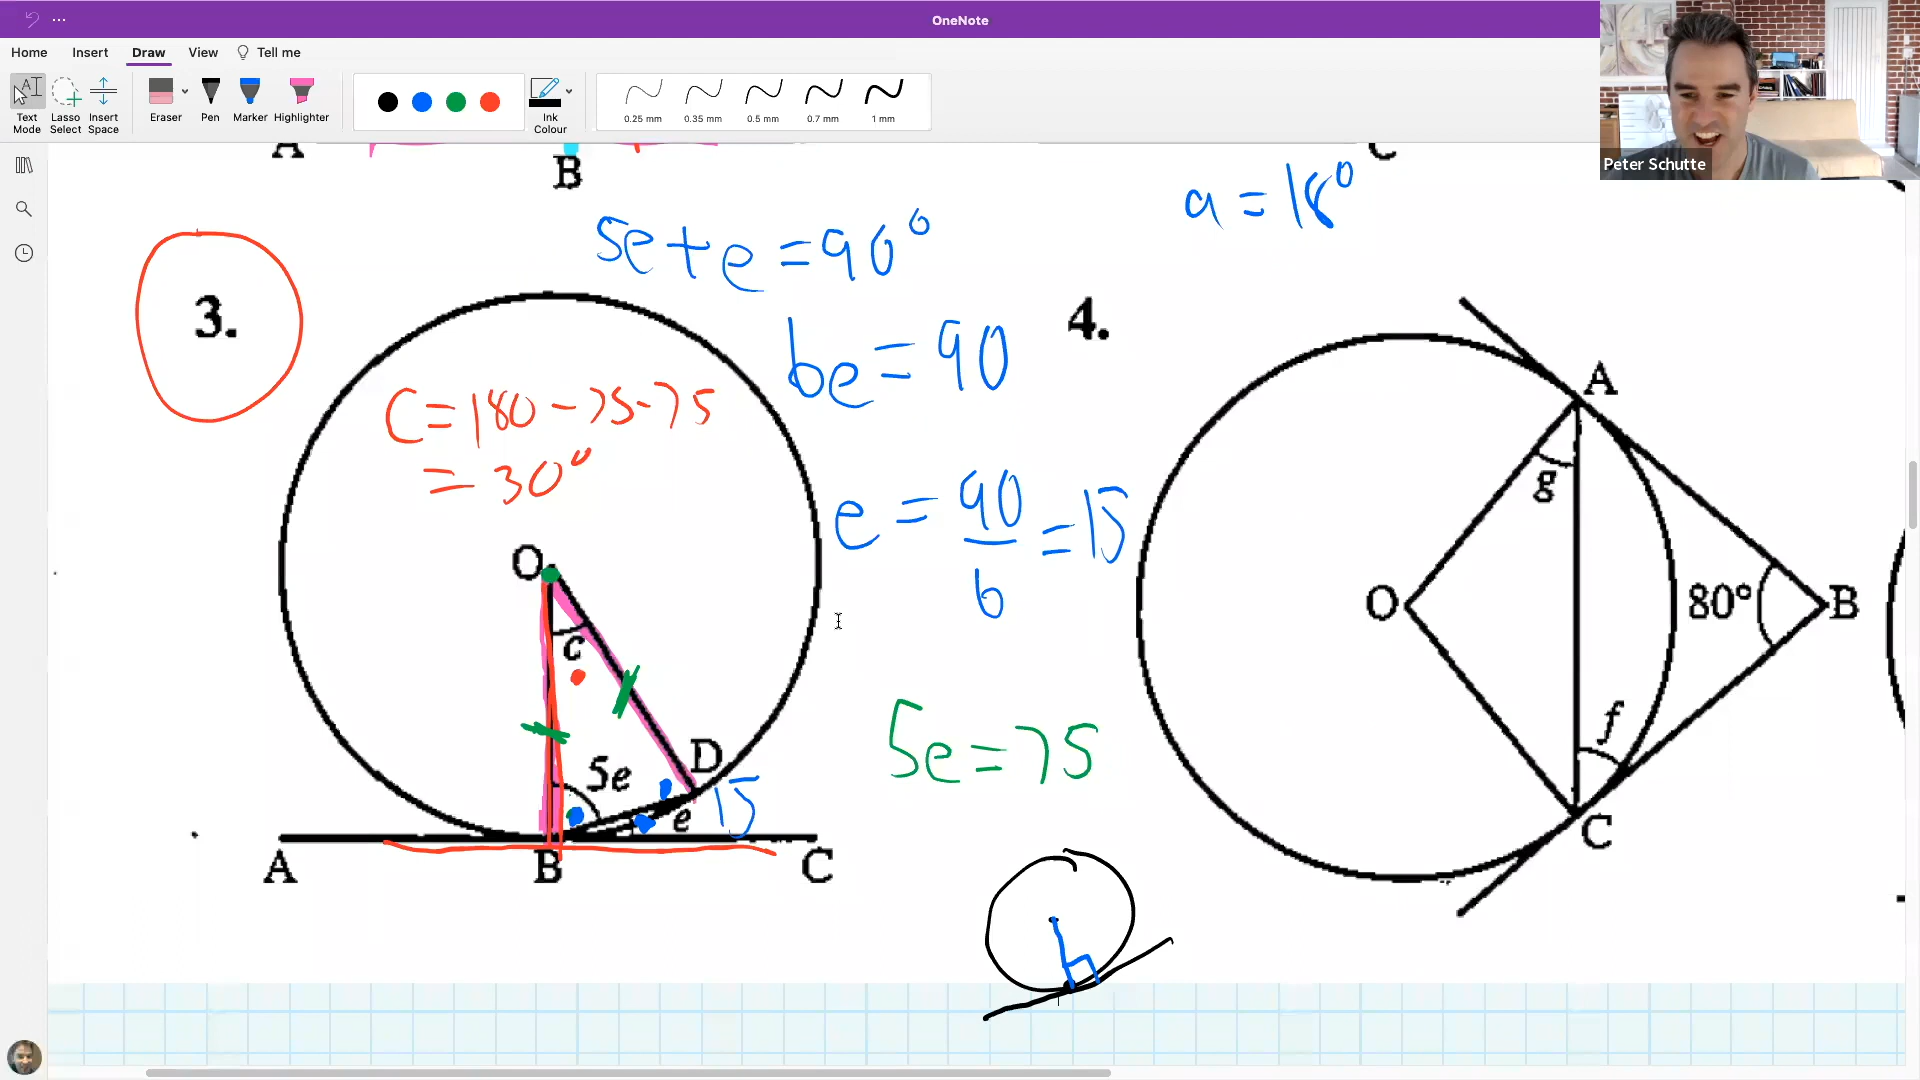 OneNote
Home Insert Draw View Tell me
Text Mode
Lasso Select
Insert Space
Eraser
Pen
Marker
Highlighter
Ink Colour
0.25 mm
0.35 mm
0.5 mm
0.7 mm
1 mm
Peter Schutte
A
B
C
a = 18°
5e + e = 90°
3.
6e = 90
C = 180 - 75 - 75
= 30°
e = 90/6 = 15
O
c
5e
D
e
15
A
B
C
5e = 75
4.
A
g
O
80°
B
f
C